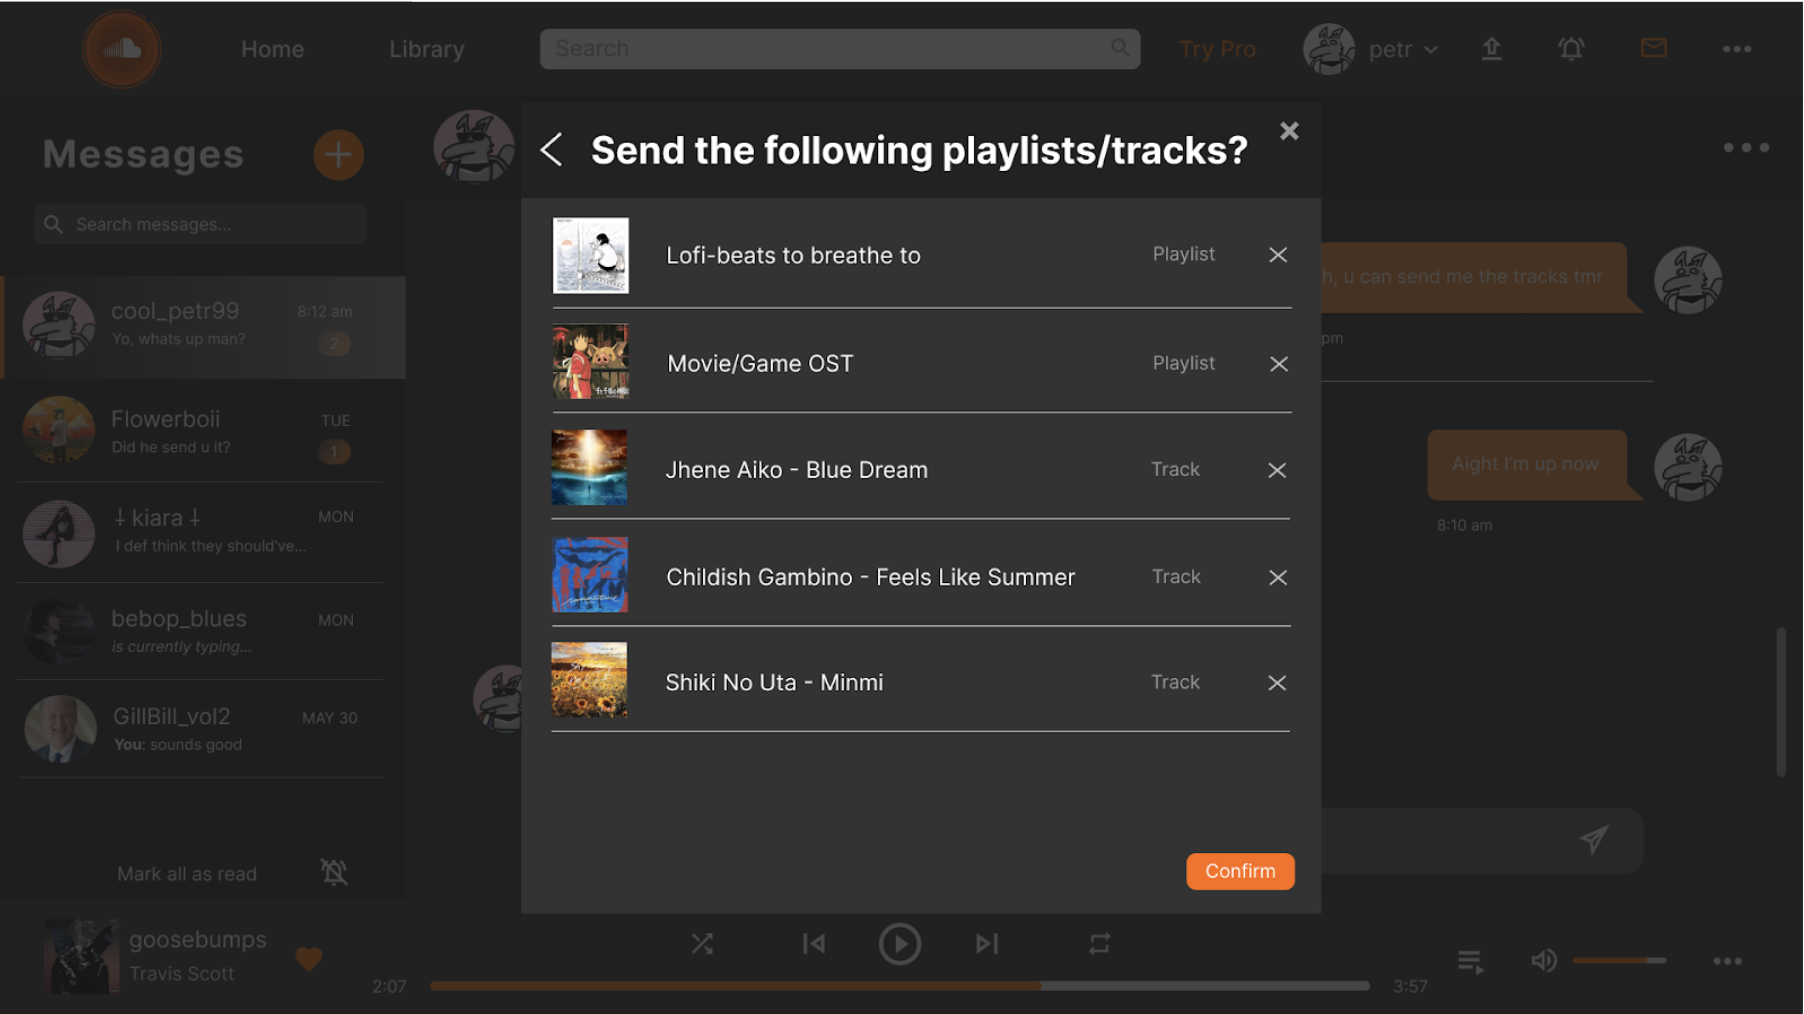 Home
Library
Search
Try Pro
petr
Messages
Search messages...
cool_petr99
8:12 am
Yo, whats up man?
2
Flowerboii
TUE
Did he send u it?
1
⸸ kiara ⸸
MON
I def think they should've...
bebop_blues
MON
is currently typing...
GillBill_vol2
MAY 30
You: sounds good
Mark all as read
Send the following playlists/tracks?
Lofi-beats to breathe to
Playlist
Movie/Game OST
Playlist
Jhene Aiko - Blue Dream
Track
Childish Gambino - Feels Like Summer
Track
Shiki No Uta - Minmi
Track
Confirm
h, u can send me the tracks tmr
pm
Aight I'm up now
8:10 am
goosebumps
Travis Scott
2:07
3:57